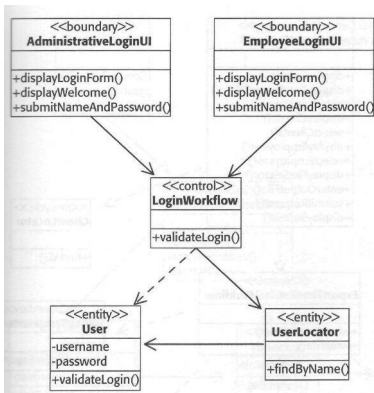 <<boundary>>
AdministrativeLoginUI
+displayLoginForm()
+displayWelcome()
+submitNameAndPassword()
<<boundary>>
EmployeeLoginUI
+displayLoginForm()
+displayWelcome()
+submitNameAndPassword()
<<control>>
LoginWorkflow
+validateLogin()
<<entity>>
User
-username
-password
+validateLogin()
<<entity>>
UserLocator
+findByName()